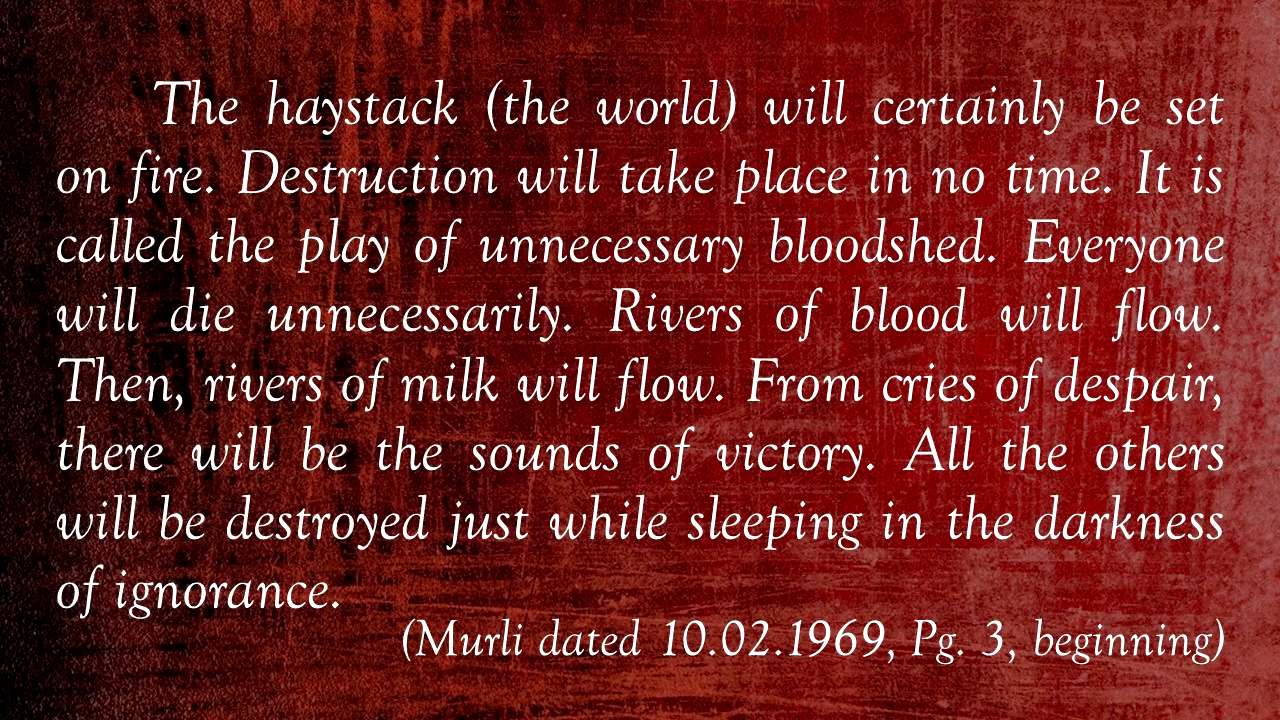 The haystack (the world) will certainly be set
on fire. Destruction will take place in no time. It is
called the play of unnecessary bloodshed. Everyone
will die unnecessarily. Rivers of blood will flow.
Then, rivers of milk will flow. From cries of despair,
there will be the sounds of victory. All the others
will be destroyed just while sleeping in the darkness
of ignorance.
(Murli dated 10.02.1969, Pg. 3, beginning)